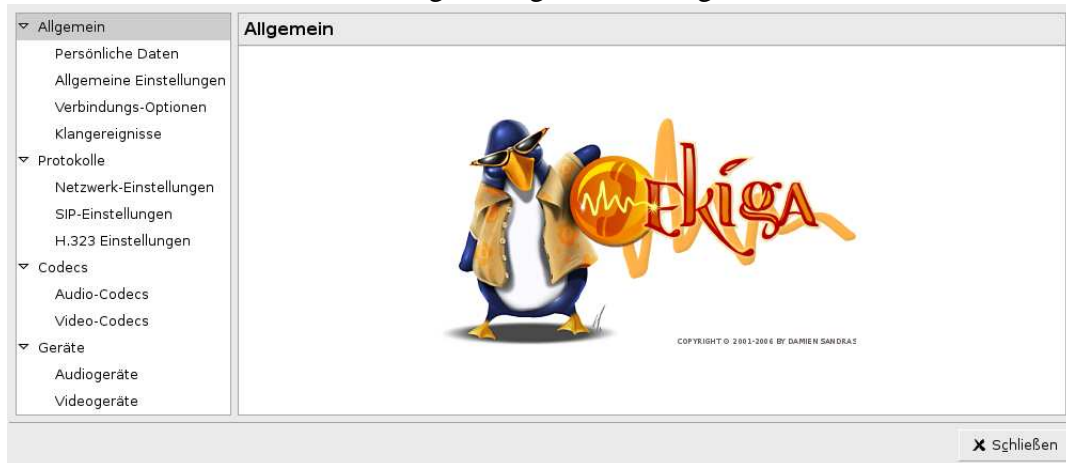 Allgemein
Persönliche Daten
Allgemeine Einstellungen
Verbindungs-Optionen
Klangereignisse
Protokolle
Netzwerk-Einstellungen
SIP-Einstellungen
H.323 Einstellungen
Codecs
Audio-Codecs
Video-Codecs
Geräte
Audiogeräte
Videogeräte
Allgemein
ekiga
COPYRIGHT © 2001-2006 BY DAMIEN SANDRAS
Schließen